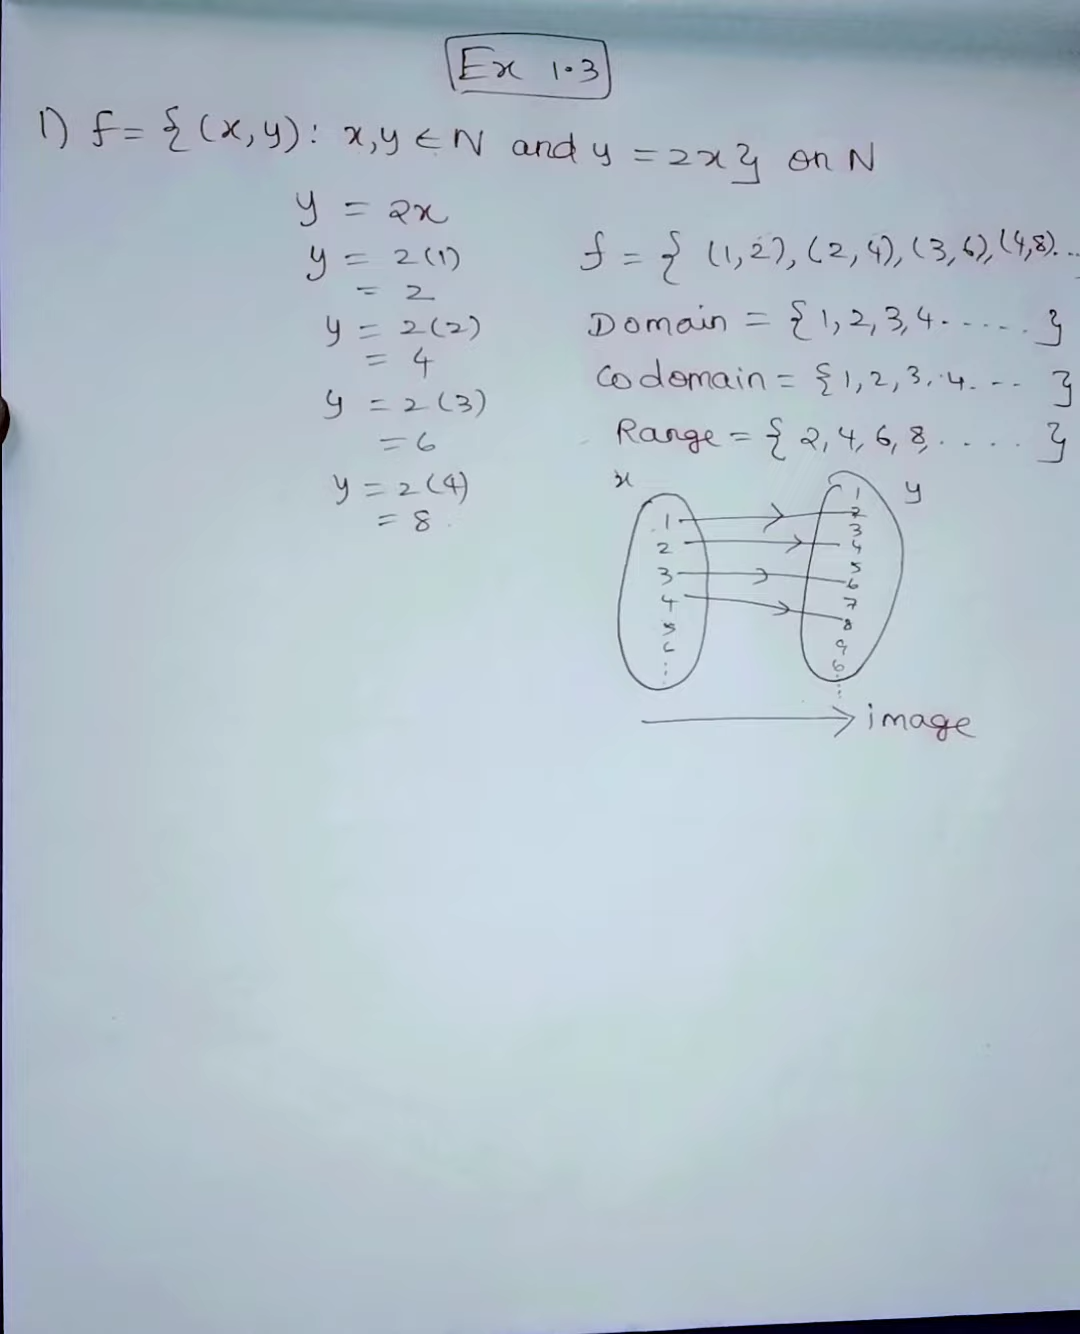 Ex 1.3
1) f = { (x, y) : x, y ∈ N and y = 2x } on N
y = 2x
y = 2(1)
= 2
y = 2(2)
= 4
y = 2(3)
= 6
y = 2(4)
= 8
f = { (1, 2), (2, 4), (3, 6), (4, 8). ...
Domain = { 1, 2, 3, 4 - ..... }
Codomain = { 1, 2, 3, 4. .-- }
Range = { 2, 4, 6, 8, . . . . }
x
1
2
3
4
5
6
:
y
1
2
3
4
5
6
7
8
9
...
image